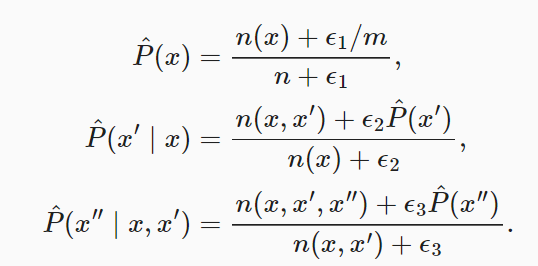 P̂(x) = (n(x) + ϵ₁/m) / (n + ϵ₁),
P̂(x′ | x) = (n(x, x′) + ϵ₂P̂(x′)) / (n(x) + ϵ₂),
P̂(x″ | x, x′) = (n(x, x′, x″) + ϵ₃P̂(x″)) / (n(x, x′) + ϵ₃).